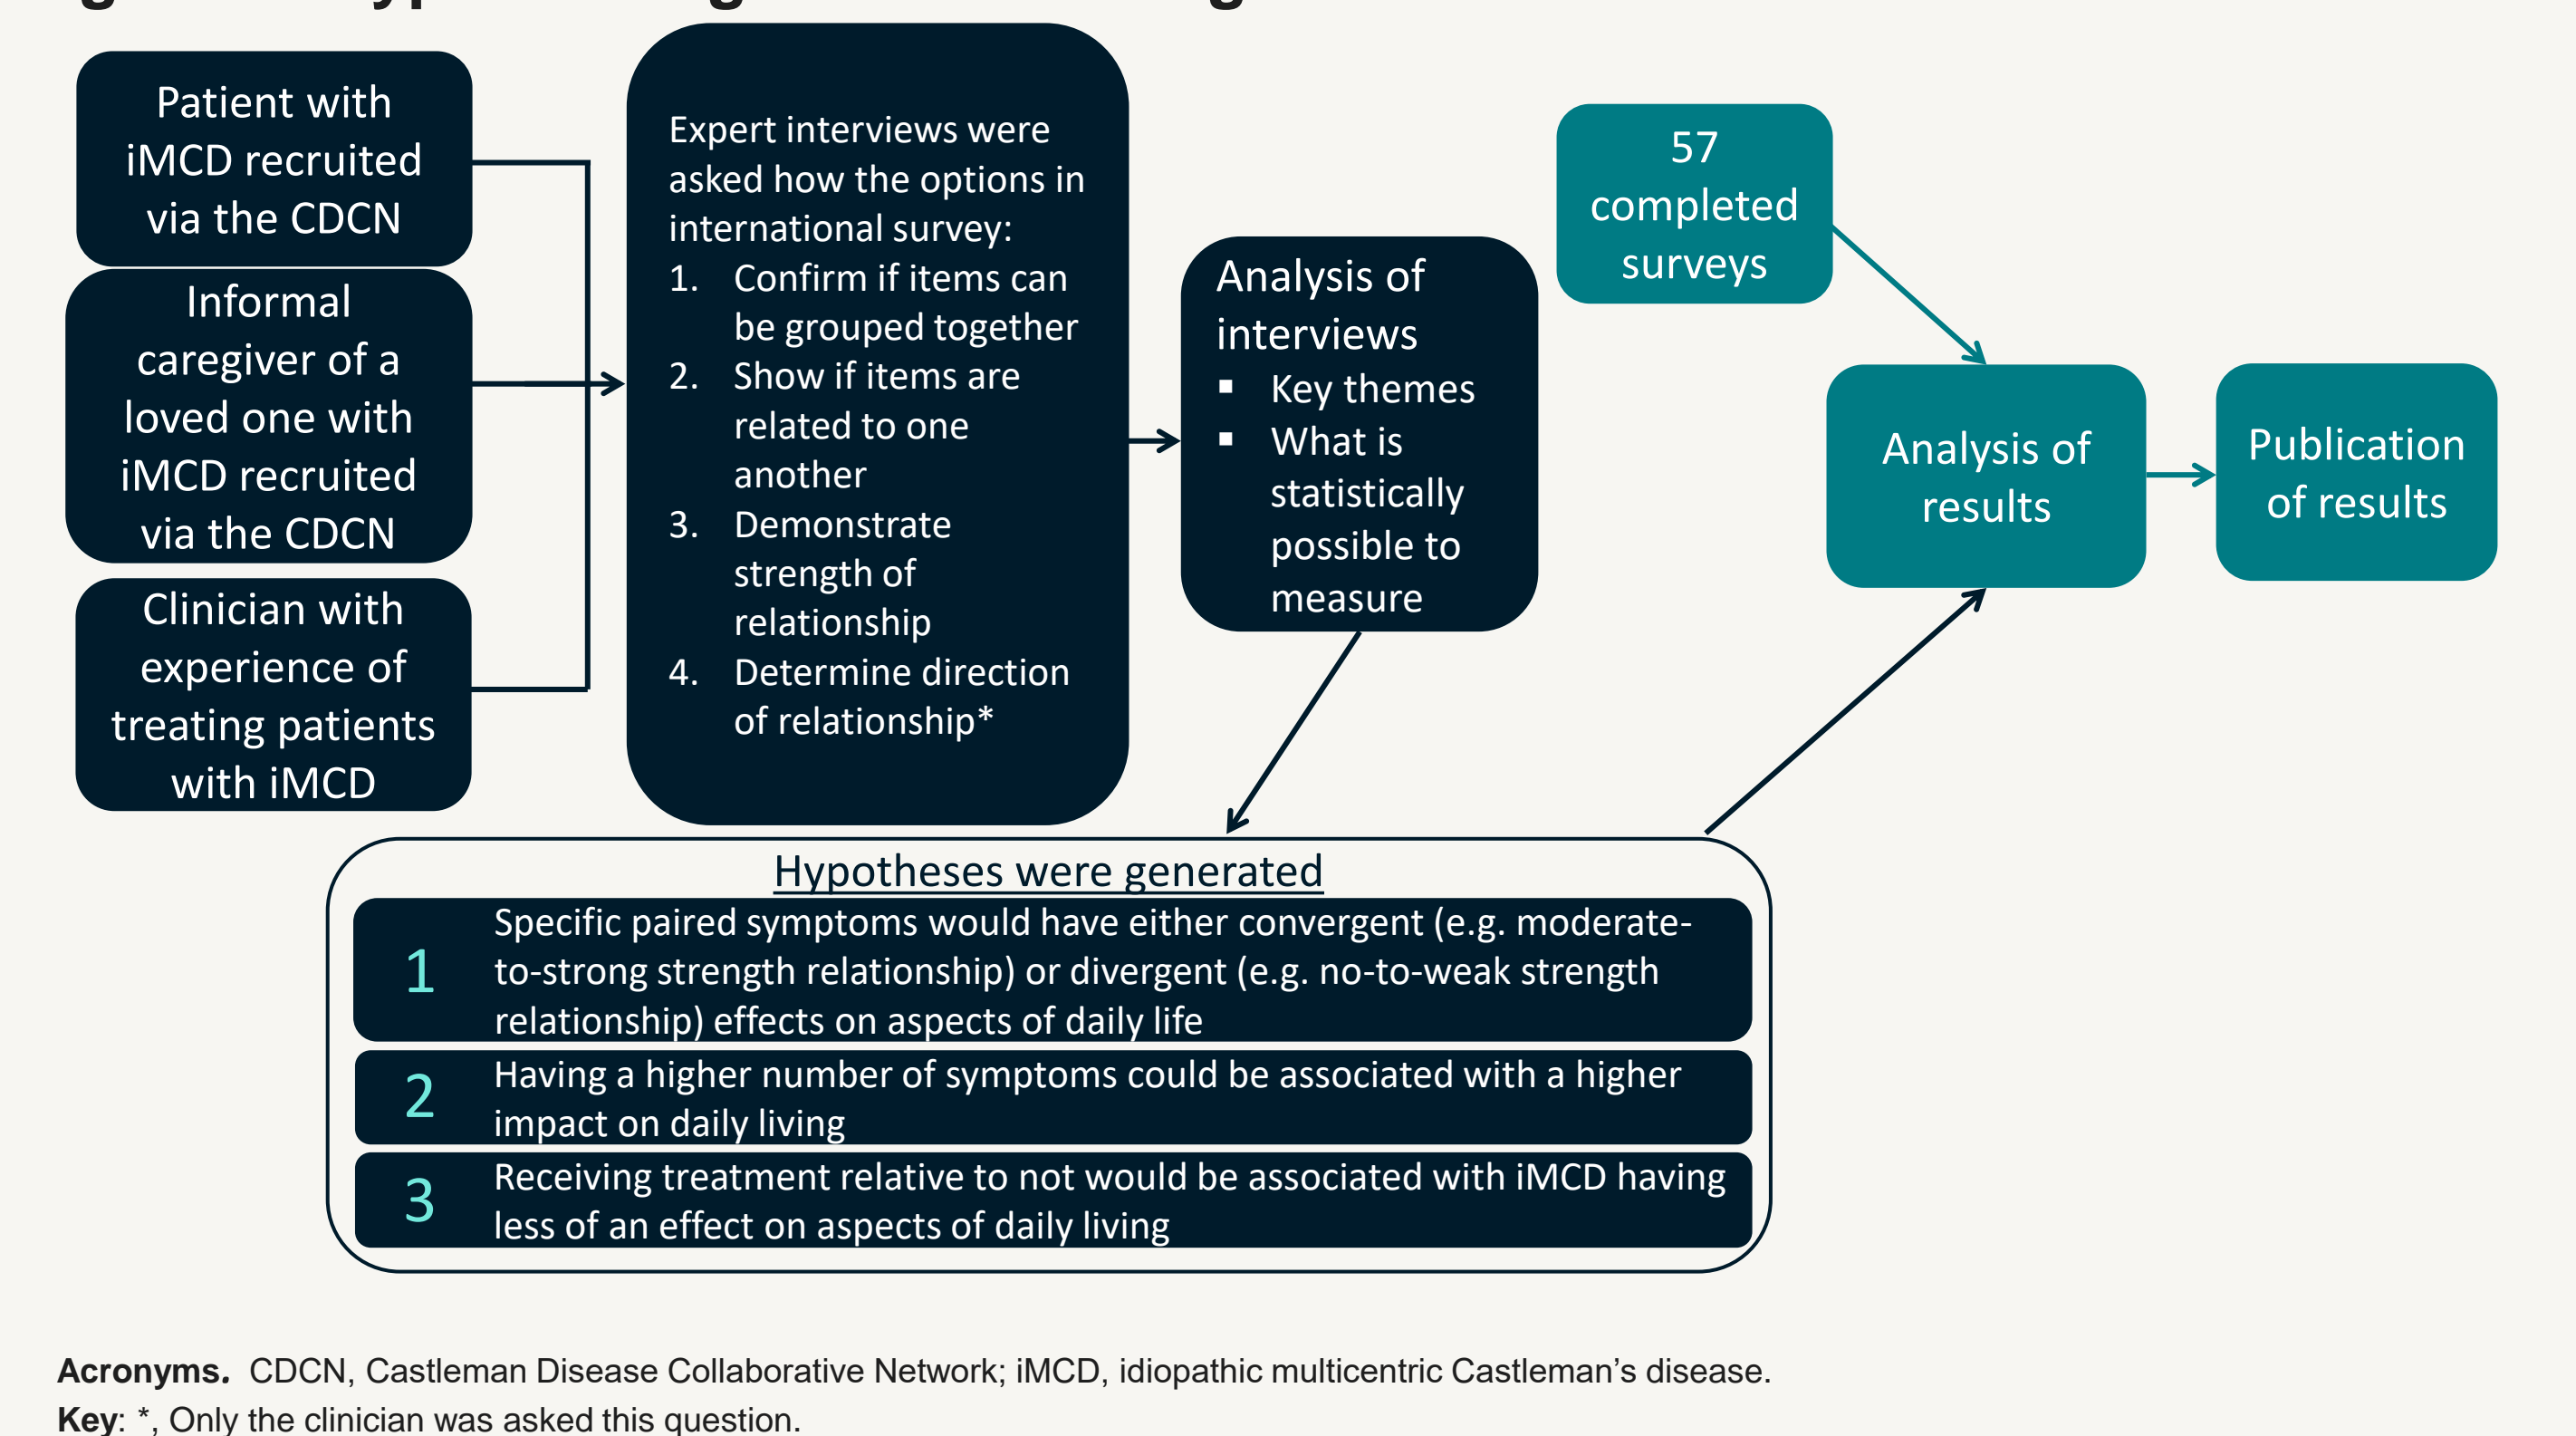 Patient with
iMCD recruited
via the CDCN
Informal
caregiver of a
loved one with
iMCD recruited
via the CDCN
Clinician with
experience of
treating patients
with iMCD
Expert interviews were
asked how the options in
international survey:
1. Confirm if items can
be grouped together
2. Show if items are
related to one
another
3. Demonstrate
strength of
relationship
4. Determine direction
of relationship*
Analysis of
interviews
▪ Key themes
▪ What is
statistically
possible to
measure
57
completed
surveys
Analysis of
results
Publication
of results
Hypotheses were generated
1
Specific paired symptoms would have either convergent (e.g. moderate-
to-strong strength relationship) or divergent (e.g. no-to-weak strength
relationship) effects on aspects of daily life
2
Having a higher number of symptoms could be associated with a higher
impact on daily living
3
Receiving treatment relative to not would be associated with iMCD having
less of an effect on aspects of daily living
Acronyms. CDCN, Castleman Disease Collaborative Network; iMCD, idiopathic multicentric Castleman’s disease.
Key: *, Only the clinician was asked this question.